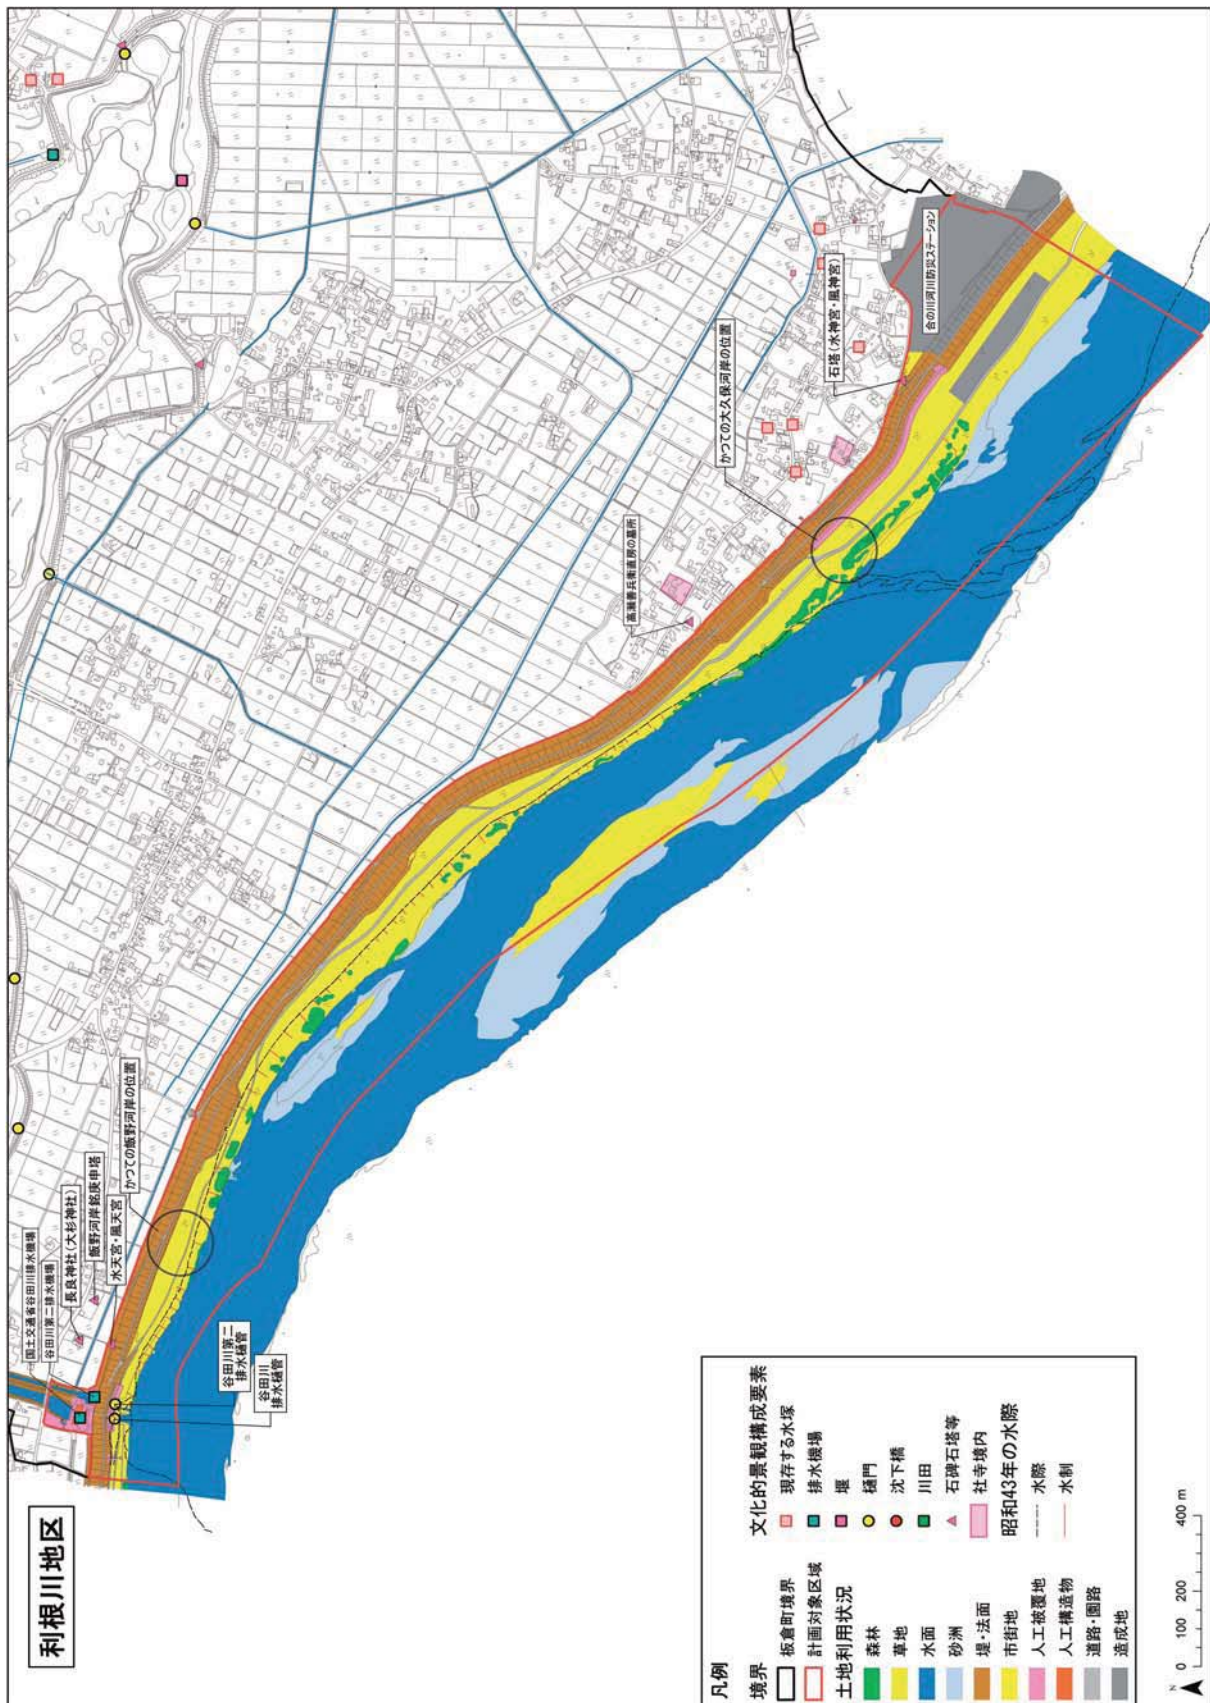 利根川地区
国土交通省谷田川排水機場
谷田川第二排水機場
長良神社(大杉神社)
飯野河岸銘庚申塔
水天宮・風天宮
かつての飯野河岸の位置
谷田川第二
排水樋管
谷田川
排水樋管
高瀬善兵衛直房の墓所
かつての大久保河岸の位置
石塔(水神宮・風神宮)
合の川河川防災ステーション
凡例
境界
板倉町境界
計画対象区域
土地利用状況
森林
草地
水面
砂洲
堤・法面
市街地
人工被覆地
人工構造物
道路・園路
造成地
文化的景観構成要素
現存する水塚
排水機場
堰
樋門
沈下橋
川田
石碑石塔等
社寺境内
昭和43年の水際
水際
水制
N
0 100 200 400 m